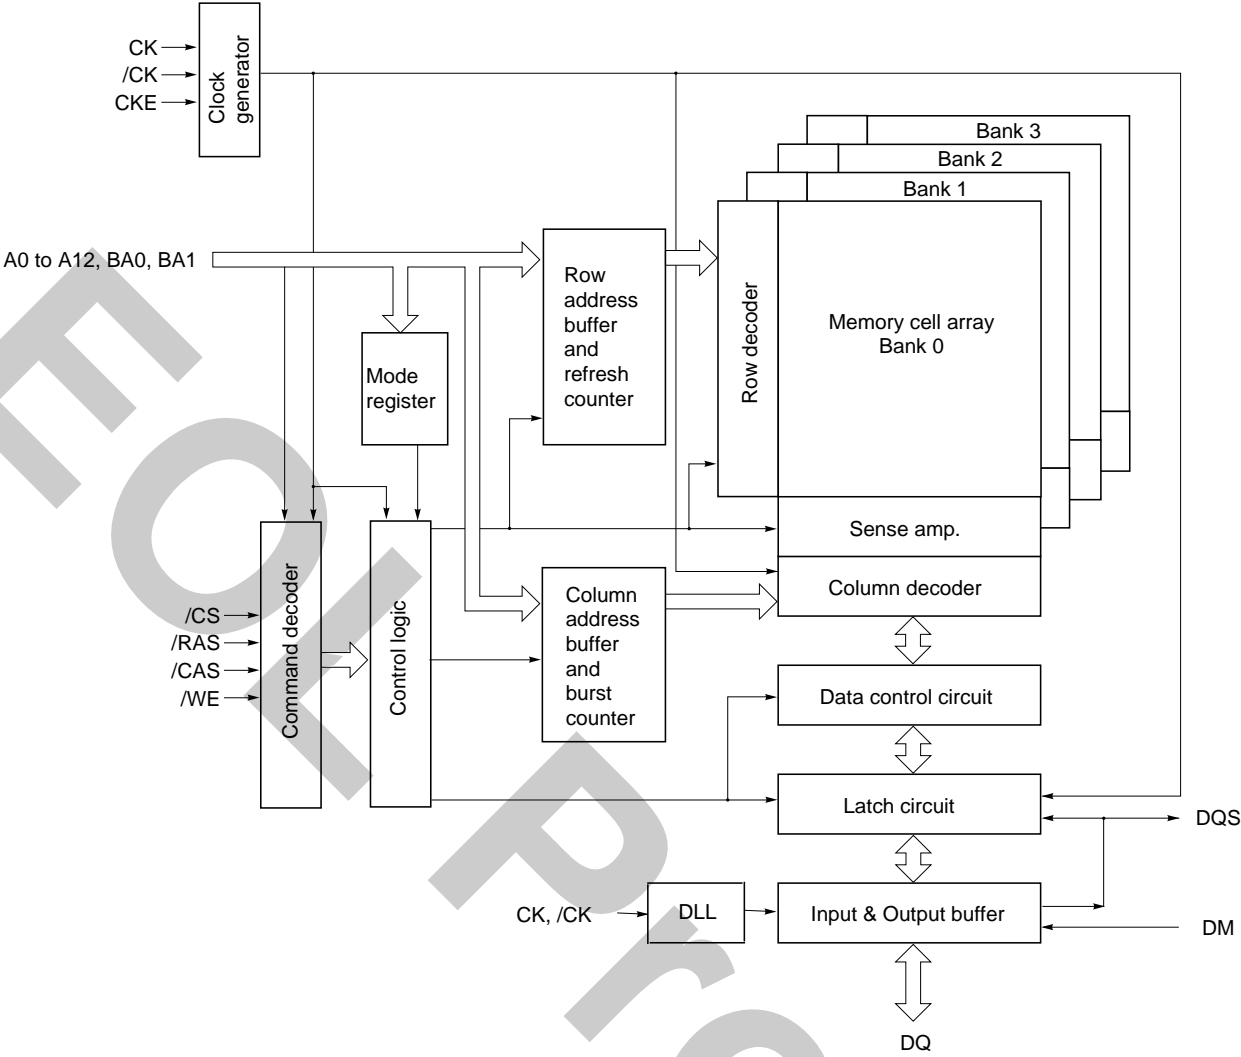 CK
/CK
CKE
Clock
generator
Bank 3
Bank 2
Bank 1
A0 to A12, BA0, BA1
Row
address
buffer
and
refresh
counter
Row decoder
Memory cell array
Bank 0
Mode
register
Sense amp.
Column decoder
/CS
/RAS
/CAS
/WE
Command decoder
Control logic
Column
address
buffer
and
burst
counter
Data control circuit
Latch circuit
DQS
CK, /CK
DLL
Input & Output buffer
DM
DQ
EOL Pro